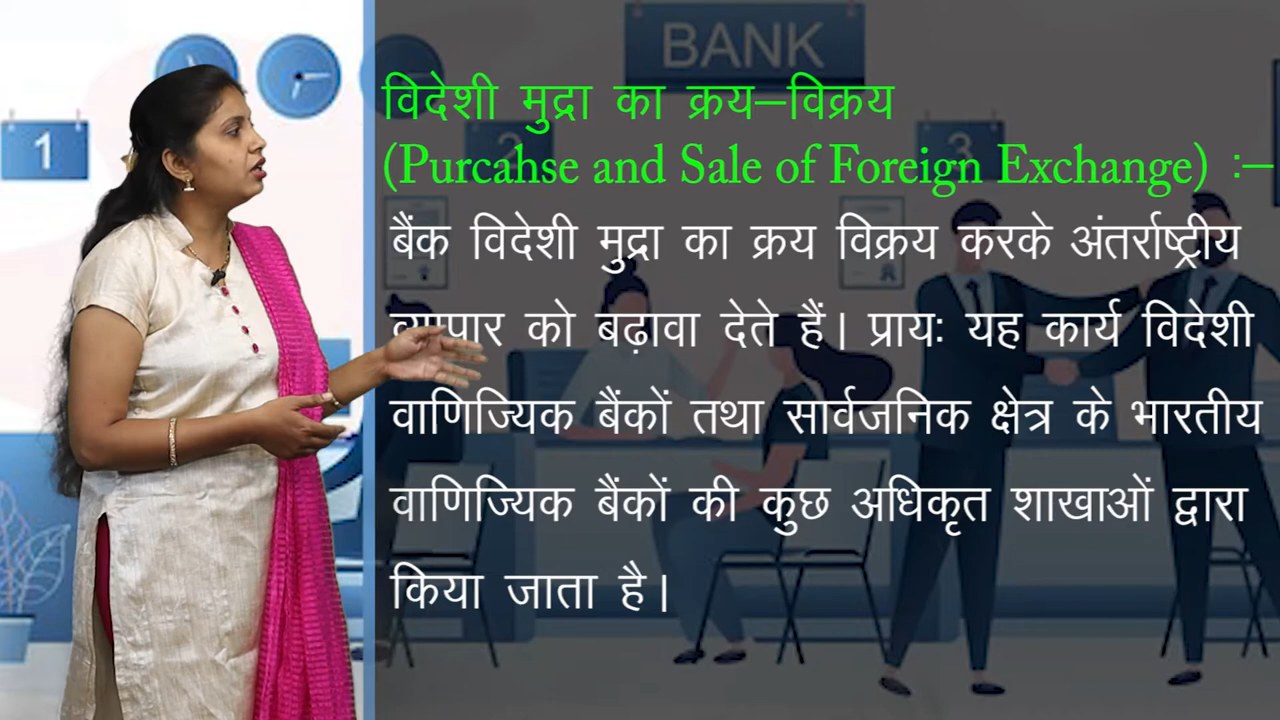 BANK
1
2
3
विदेशी मुद्रा का क्रय–विक्रय
(Purcahse and Sale of Foreign Exchange) :–
बैंक विदेशी मुद्रा का क्रय विक्रय करके अंतर्राष्ट्रीय
व्यापार को बढ़ावा देते हैं। प्रायः यह कार्य विदेशी
वाणिज्यिक बैंकों तथा सार्वजनिक क्षेत्र के भारतीय
वाणिज्यिक बैंकों की कुछ अधिकृत शाखाओं द्वारा
किया जाता है।